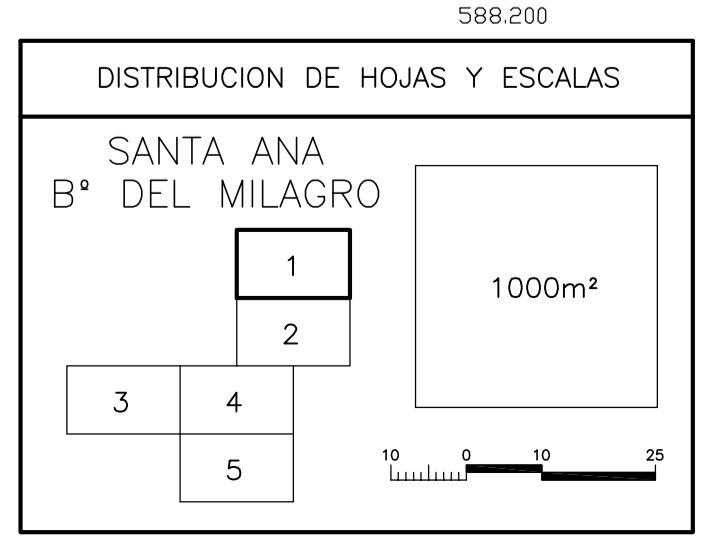 588.200
DISTRIBUCION DE HOJAS Y ESCALAS
SANTA ANA
Bº DEL MILAGRO
1
2
3 4
5
1000m²
10 0 10 25